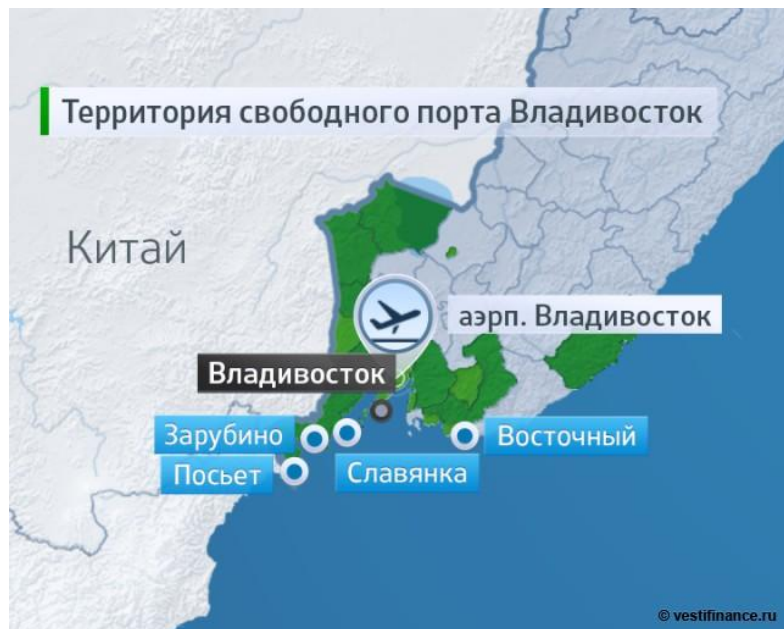 Территория свободного порта Владивосток
Китай
аэрп. Владивосток
Владивосток
Зарубино
Восточный
Посьет
Славянка
© vestifinance.ru